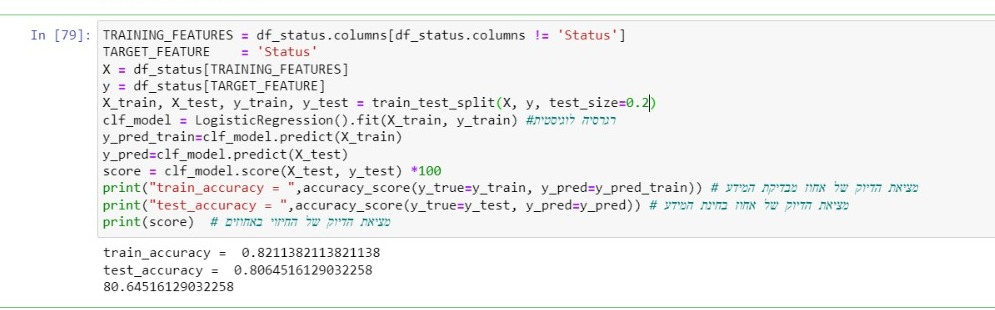 In [79]: TRAINING_FEATURES = df_status.columns[df_status.columns != 'Status']
TARGET_FEATURE    = 'Status'
X = df_status[TRAINING_FEATURES]
y = df_status[TARGET_FEATURE]
X_train, X_test, y_train, y_test = train_test_split(X, y, test_size=0.2)
clf_model = LogisticRegression().fit(X_train, y_train) #רגרסיה לוגיסטית
y_pred_train=clf_model.predict(X_train)
y_pred=clf_model.predict(X_test)
score = clf_model.score(X_test, y_test) *100
print("train_accuracy = ",accuracy_score(y_true=y_train, y_pred=y_pred_train)) # מציאת הדיוק של אחוז מבדיקת המידע
print("test_accuracy = ",accuracy_score(y_true=y_test, y_pred=y_pred)) # מציאת הדיוק של אחוז בחינת המידע
print(score)  # מציאת הדיוק של החיזוי באחוזים
train_accuracy =  0.8211382113821138
test_accuracy =  0.8064516129032258
80.64516129032258